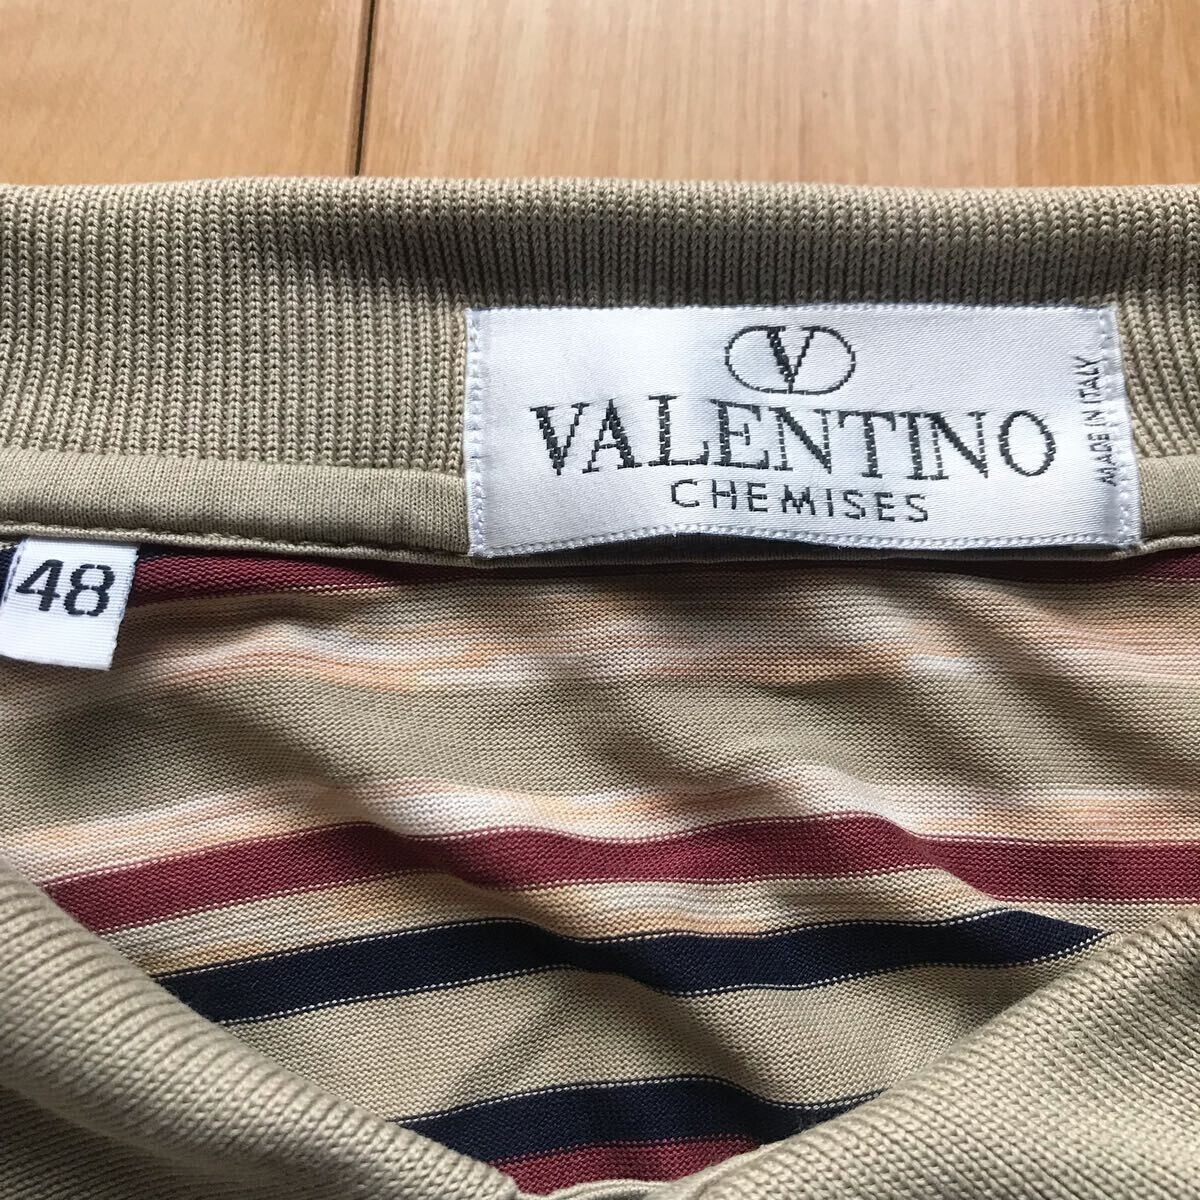 V
VALENTINO
CHEMISES
MADE IN ITALY
48